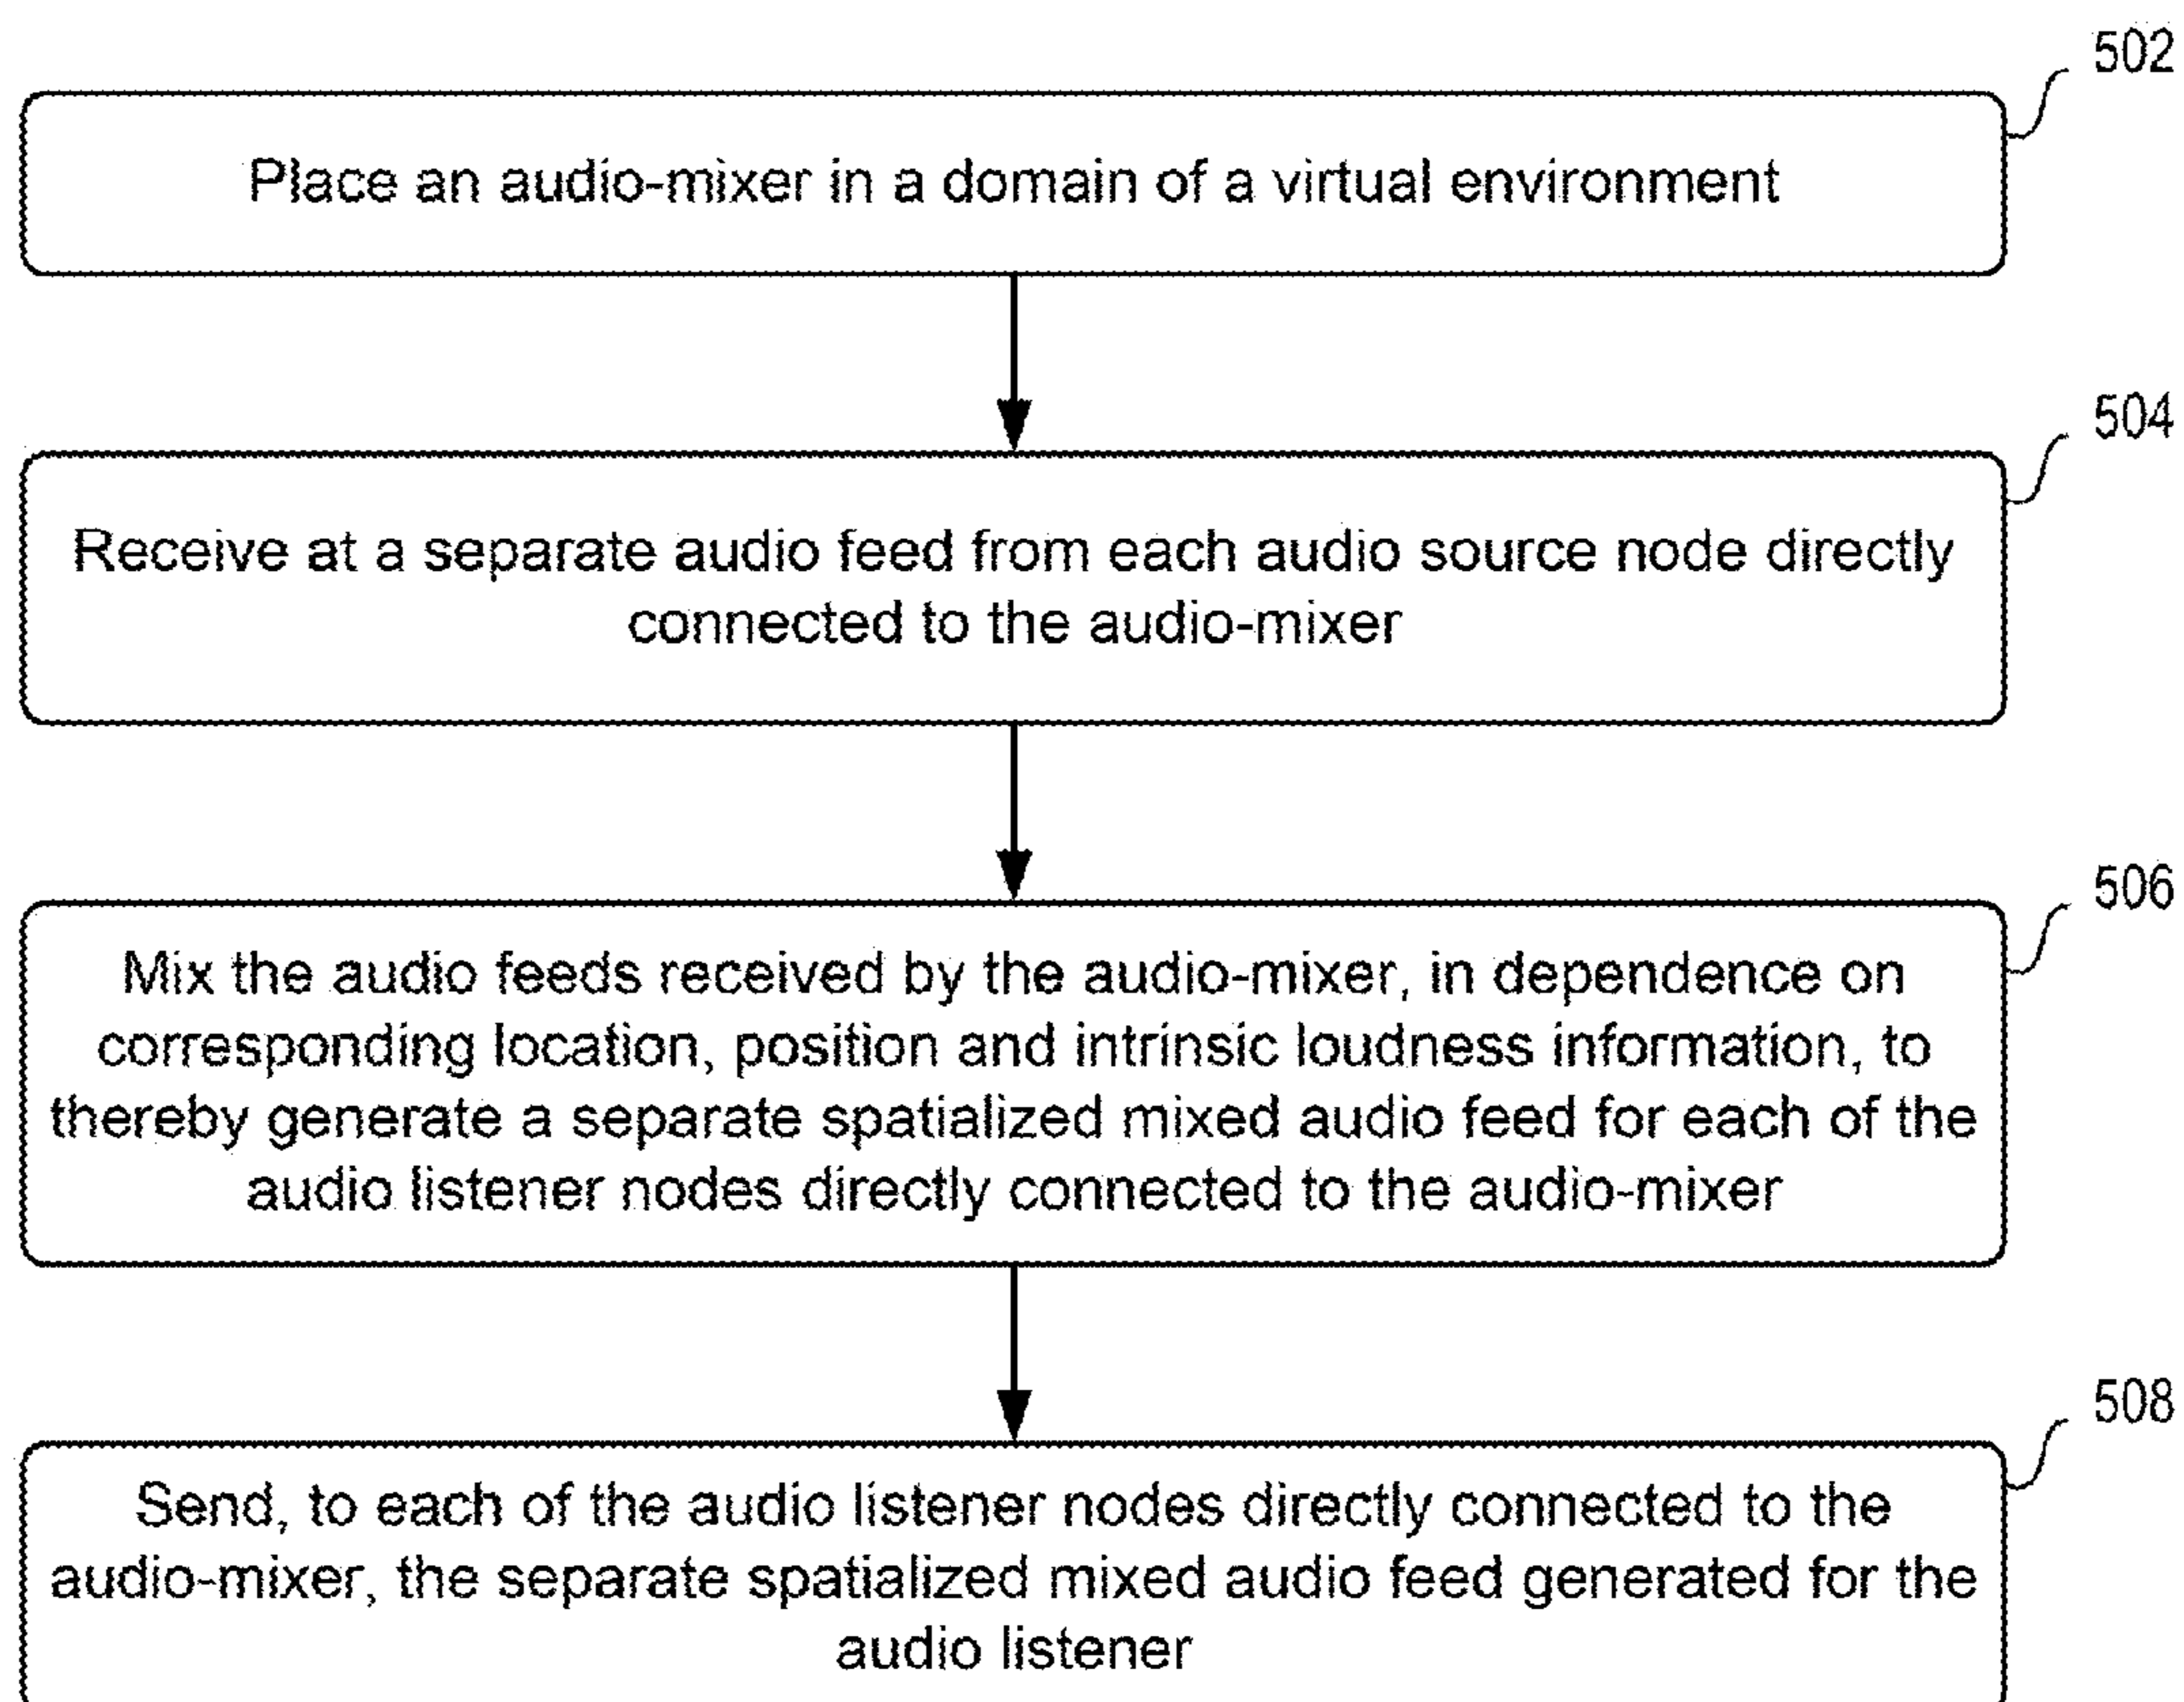 502
Place an audio-mixer in a domain of a virtual environment
504
Receive at a separate audio feed from each audio source node directly
connected to the audio-mixer
506
Mix the audio feeds received by the audio-mixer, in dependence on
corresponding location, position and intrinsic loudness information, to
thereby generate a separate spatialized mixed audio feed for each of the
audio listener nodes directly connected to the audio-mixer
508
Send, to each of the audio listener nodes directly connected to the
audio-mixer, the separate spatialized mixed audio feed generated for the
audio listener